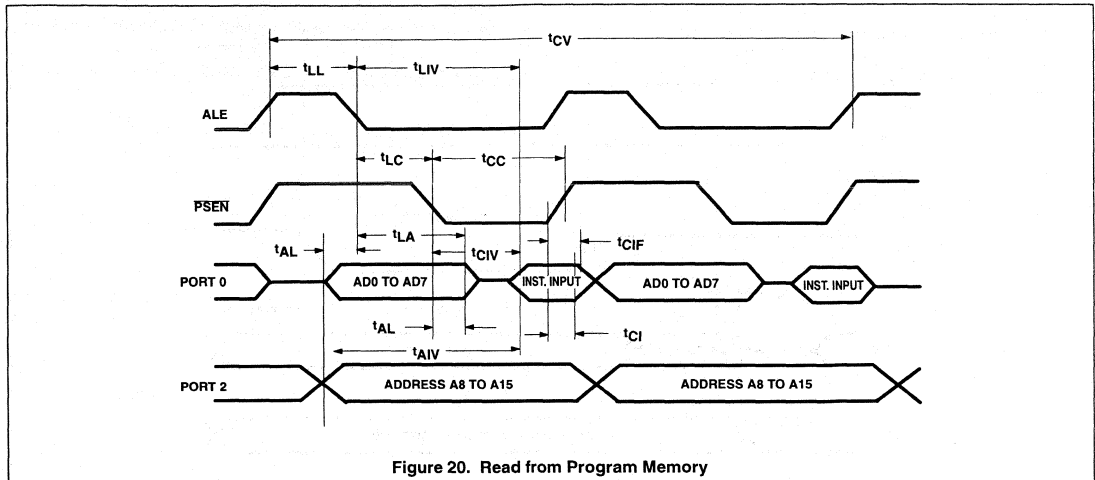 tCV
tLL
tLIV
ALE
tLC
tCC
PSEN
tLA
tAL
tCIV
tCIF
PORT 0
AD0 TO AD7
INST. INPUT
AD0 TO AD7
INST. INPUT
tAL
tCI
tAIV
PORT 2
ADDRESS A8 TO A15
ADDRESS A8 TO A15
Figure 20. Read from Program Memory